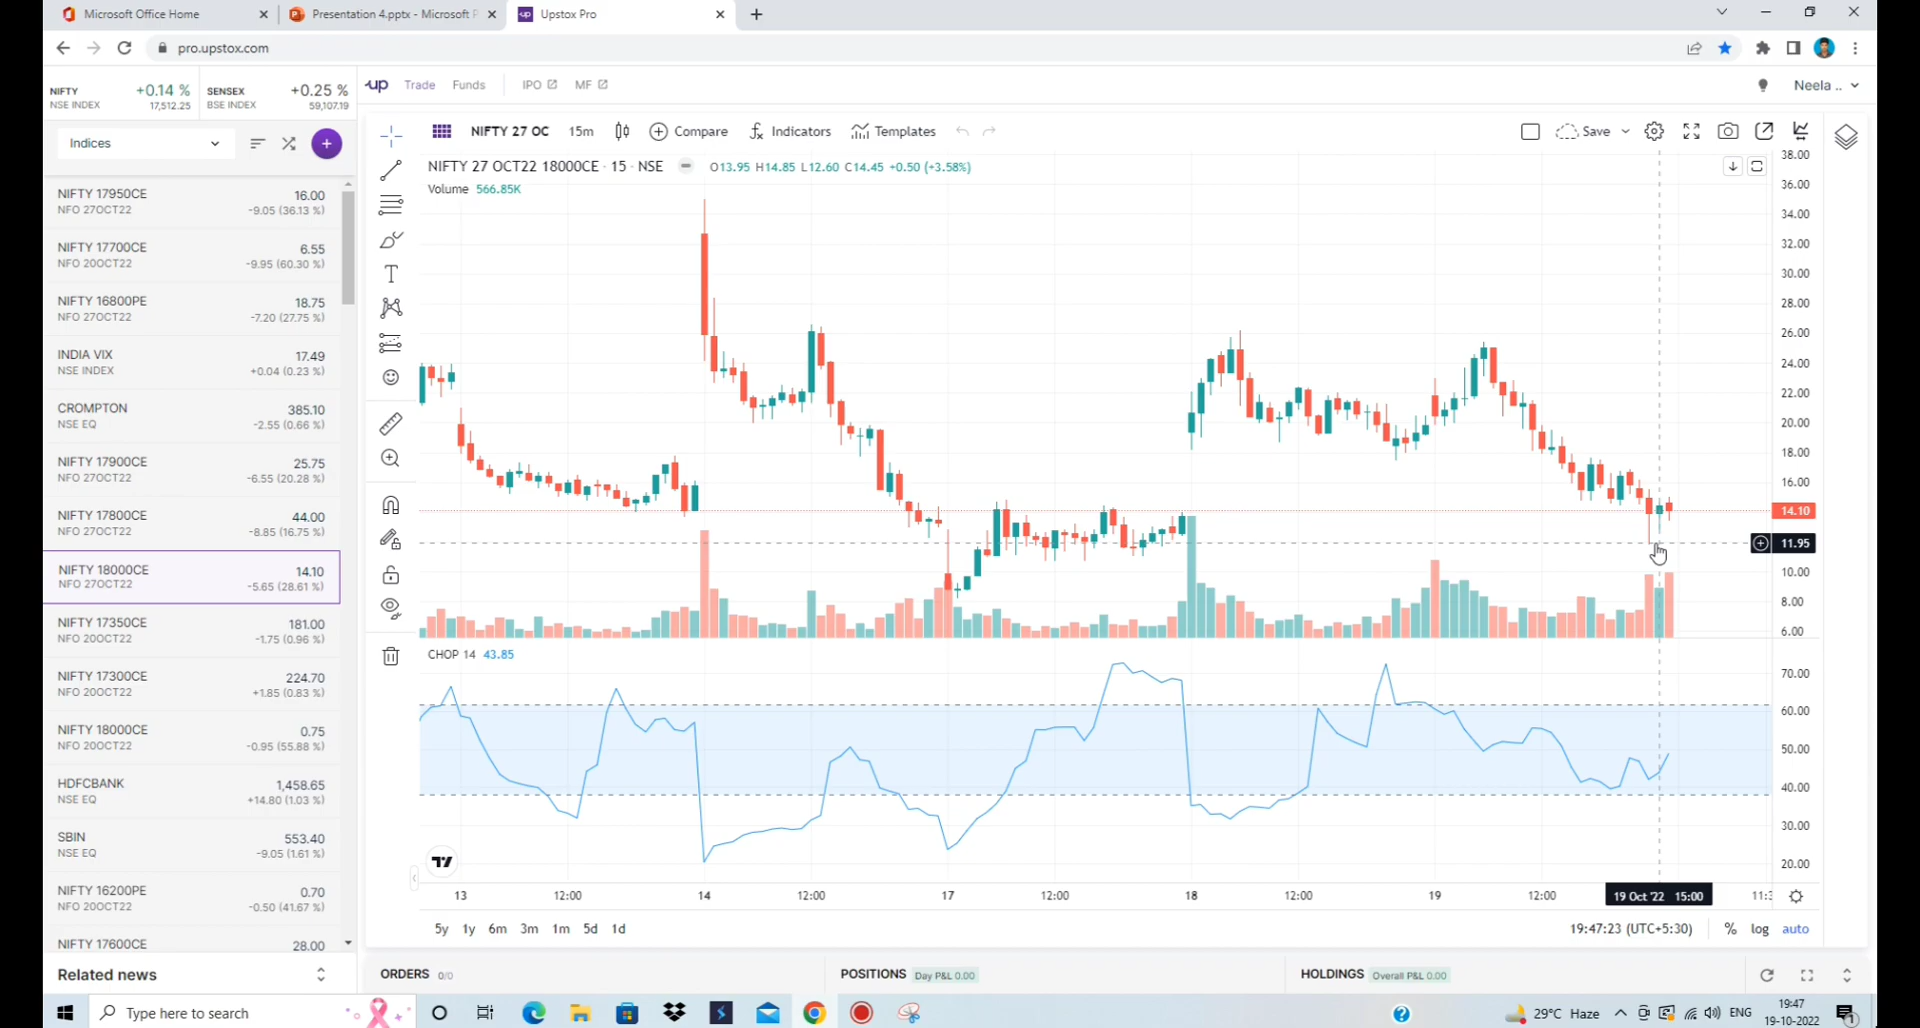 Microsoft Office Home
Presentation 4.pptx - Microsoft P
Upstox Pro
pro.upstox.com
NIFTY +0.14 %
NSE INDEX 17,512.25
SENSEX +0.25 %
BSE INDEX 59,107.19
up Trade Funds IPO MF
Neela ..
Indices
NIFTY 27 OC 15m Compare Indicators Templates
Save
NIFTY 27 OCT22 18000CE · 15 · NSE
O13.95 H14.85 L12.60 C14.45 +0.50 (+3.58%)
Volume 566.85K
NIFTY 17950CE 16.00
NFO 27OCT22 -9.05 (36.13 %)
NIFTY 17700CE 6.55
NFO 20OCT22 -9.95 (60.30 %)
NIFTY 16800PE 18.75
NFO 27OCT22 -7.20 (27.75 %)
INDIA VIX 17.49
NSE INDEX +0.04 (0.23 %)
CROMPTON 385.10
NSE EQ -2.55 (0.66 %)
NIFTY 17900CE 25.75
NFO 27OCT22 -6.55 (20.28 %)
NIFTY 17800CE 44.00
NFO 27OCT22 -8.85 (16.75 %)
NIFTY 18000CE 14.10
NFO 27OCT22 -5.65 (28.61 %)
NIFTY 17350CE 181.00
NFO 20OCT22 -1.75 (0.96 %)
NIFTY 17300CE 224.70
NFO 20OCT22 +1.85 (0.83 %)
NIFTY 18000CE 0.75
NFO 20OCT22 -0.95 (55.88 %)
HDFCBANK 1,458.65
NSE EQ +14.80 (1.03 %)
SBIN 553.40
NSE EQ -9.05 (1.61 %)
NIFTY 16200PE 0.70
NFO 20OCT22 -0.50 (41.67 %)
NIFTY 17600CE 28.00
Related news
38.00
36.00
34.00
32.00
30.00
28.00
26.00
24.00
22.00
20.00
18.00
16.00
14.10
11.95
10.00
8.00
6.00
CHOP 14 43.85
70.00
60.00
50.00
40.00
30.00
20.00
13 12:00 14 12:00 17 12:00 18 12:00 19 12:00 19 Oct '22 15:00 11:3
5y 1y 6m 3m 1m 5d 1d
19:47:23 (UTC+5:30) % log auto
ORDERS 0/0
POSITIONS Day P&L 0.00
HOLDINGS Overall P&L 0.00
Type here to search
29°C Haze
ENG
19:47
19-10-2022
1